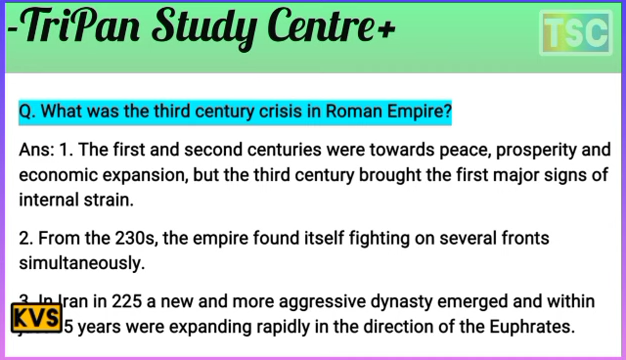 -TriPan Study Centre+
TSC
Q. What was the third century crisis in Roman Empire?
Ans: 1. The first and second centuries were towards peace, prosperity and
economic expansion, but the third century brought the first major signs of
internal strain.
2. From the 230s, the empire found itself fighting on several fronts
simultaneously.
3. In Iran in 225 a new and more aggressive dynasty emerged and within
KVS
5 years were expanding rapidly in the direction of the Euphrates.